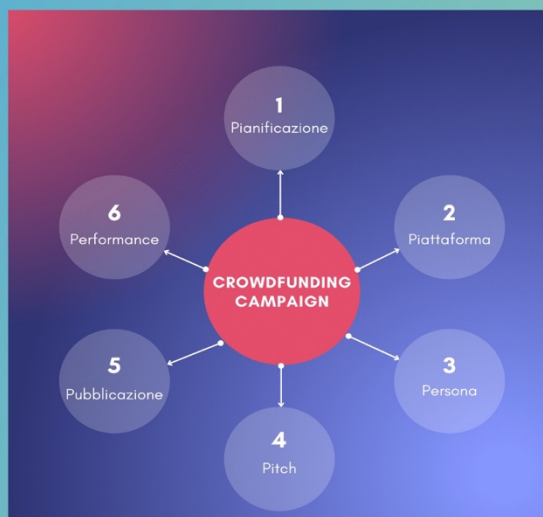 1
Pianificazione
6
Performance
2
Piattaforma
CROWDFUNDING
CAMPAIGN
5
Pubblicazione
3
Persona
4
Pitch